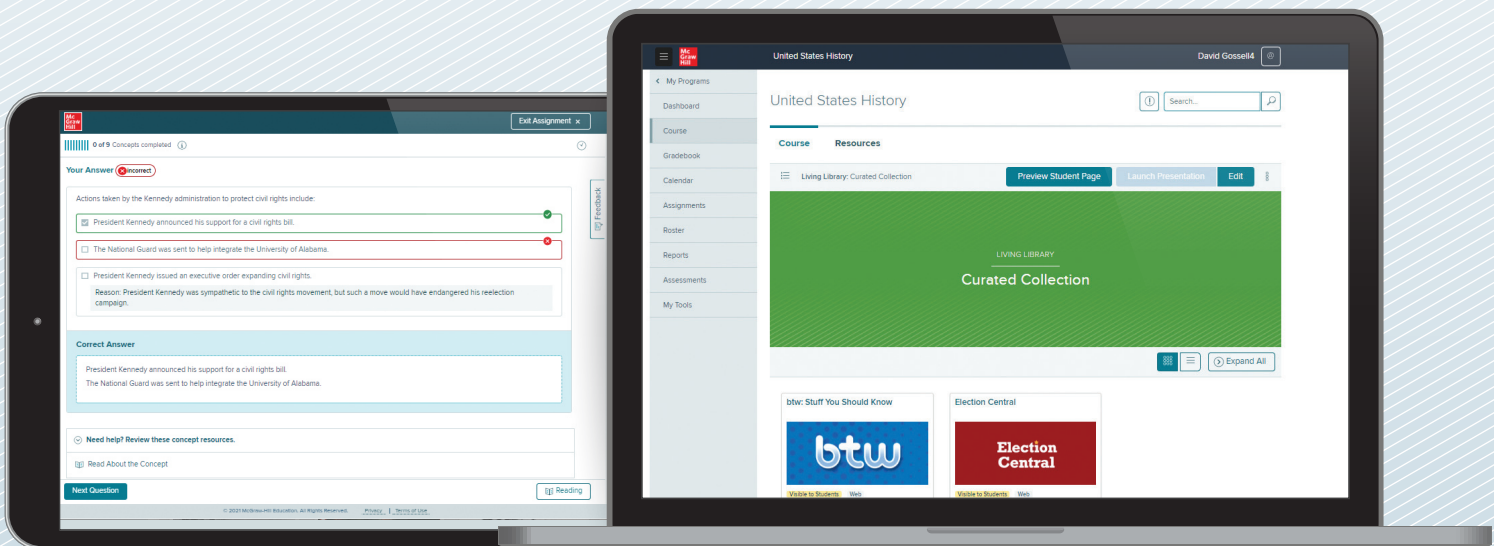 Mc
Graw
Hill
Exit Assignment ×
0 of 9 Concepts completed
Your Answer incorrect
Feedback
Actions taken by the Kennedy administration to protect civil rights include:
President Kennedy announced his support for a civil rights bill.
The National Guard was sent to help integrate the University of Alabama.
President Kennedy issued an executive order expanding civil rights.
Reason: President Kennedy was sympathetic to the civil rights movement, but such a move would have endangered his reelection
campaign.
Correct Answer
President Kennedy announced his support for a civil rights bill.
The National Guard was sent to help integrate the University of Alabama.
Need help? Review these concept resources.
Read About the Concept
Next Question
Reading
© 2021 McGraw-Hill Education. All Rights Reserved. Privacy | Terms of Use
Mc
Graw
Hill
United States History
David Gossell4
@
< My Programs
Dashboard
Course
Gradebook
Calendar
Assignments
Roster
Reports
Assessments
My Tools
United States History
Search...
Course Resources
Living Library: Curated Collection
Preview Student Page
Launch Presentation
Edit
LIVING LIBRARY
Curated Collection
Expand All
btw: Stuff You Should Know
btw
Visible to Students Web
Election Central
Election
Central
Visible to Students Web